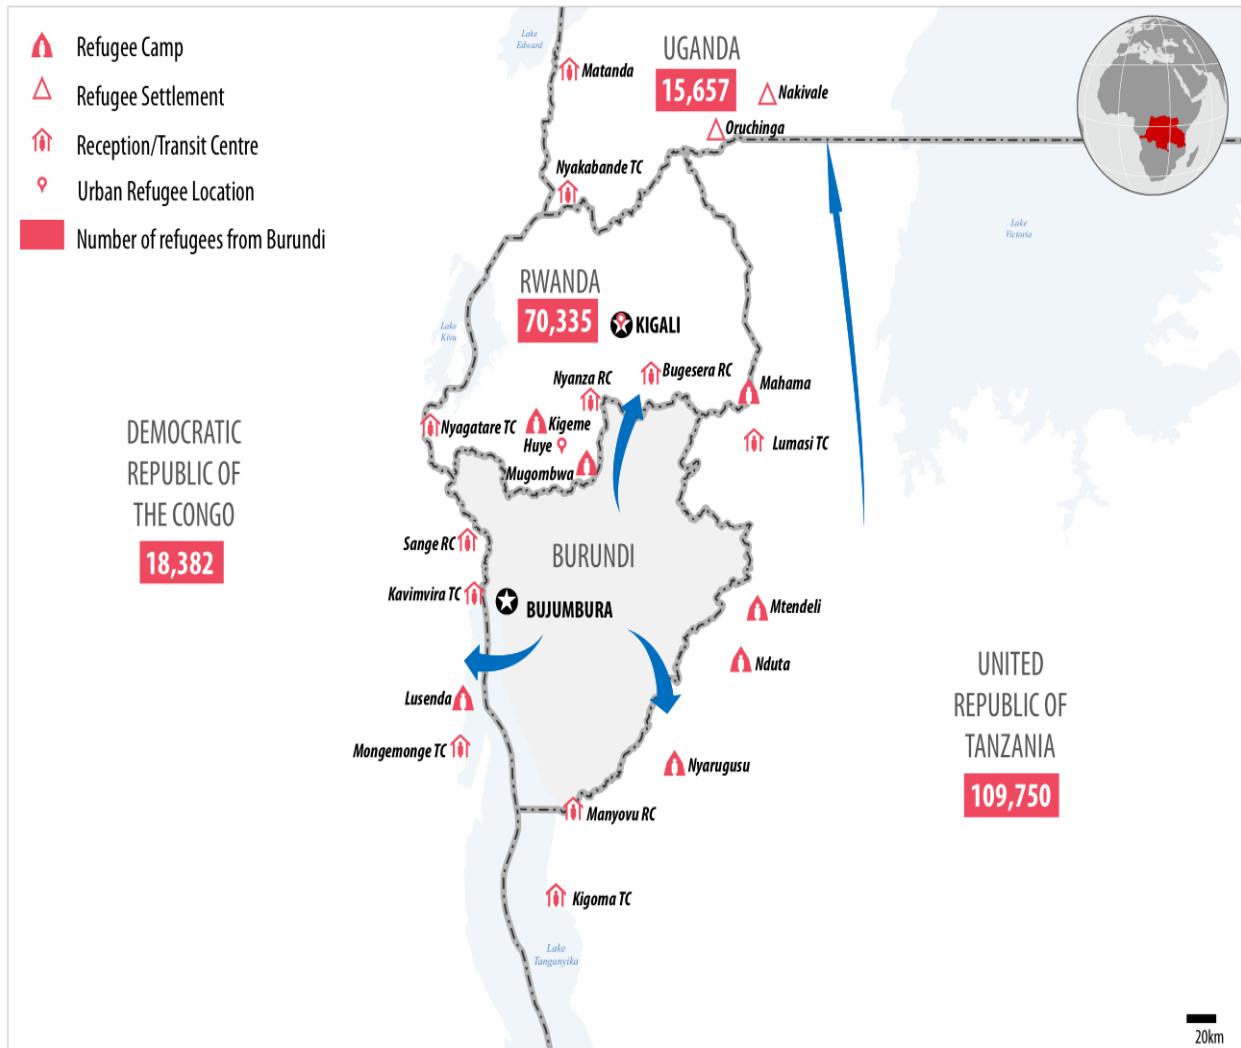 Refugee Camp
Refugee Settlement
Reception/Transit Centre
Urban Refugee Location
Number of refugees from Burundi
Lake
Edward
Matanda
UGANDA
15,657
Nakivale
Oruchinga
Nyakabande TC
Lake
Victoria
RWANDA
70,335
KIGALI
Lake
Kivu
Bugesera RC
Nyanza RC
Mahama
Nyagatare TC
Kigeme
Huye
Lumasi TC
Mugombwa
DEMOCRATIC
REPUBLIC OF
THE CONGO
18,382
Sange RC
BURUNDI
Kavimvira TC
BUJUMBURA
Mtendeli
Nduta
Lusenda
Mongemonge TC
Nyarugusu
UNITED
REPUBLIC OF
TANZANIA
109,750
Manyovu RC
Kigoma TC
Lake
Tanganyika
20km